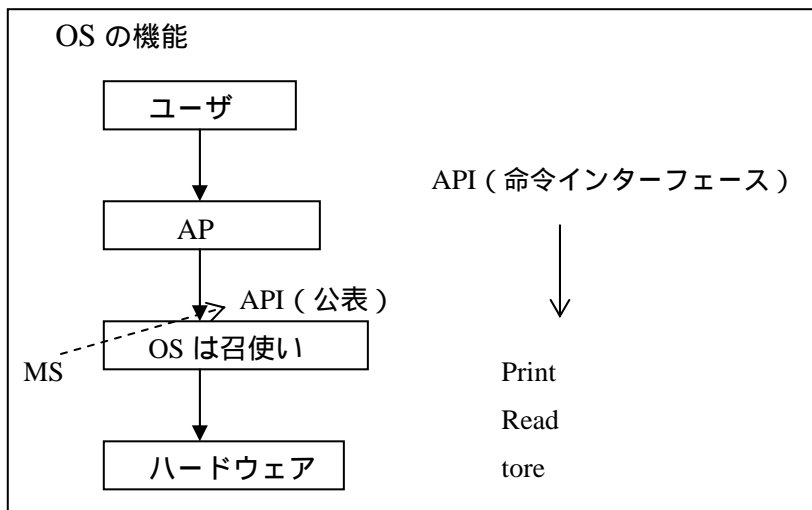 OS の機能
ユーザ
API ( 命令インターフェース )
AP
API ( 公表 )
OS は召使い
MS
Print
Read
tore
ハードウェア